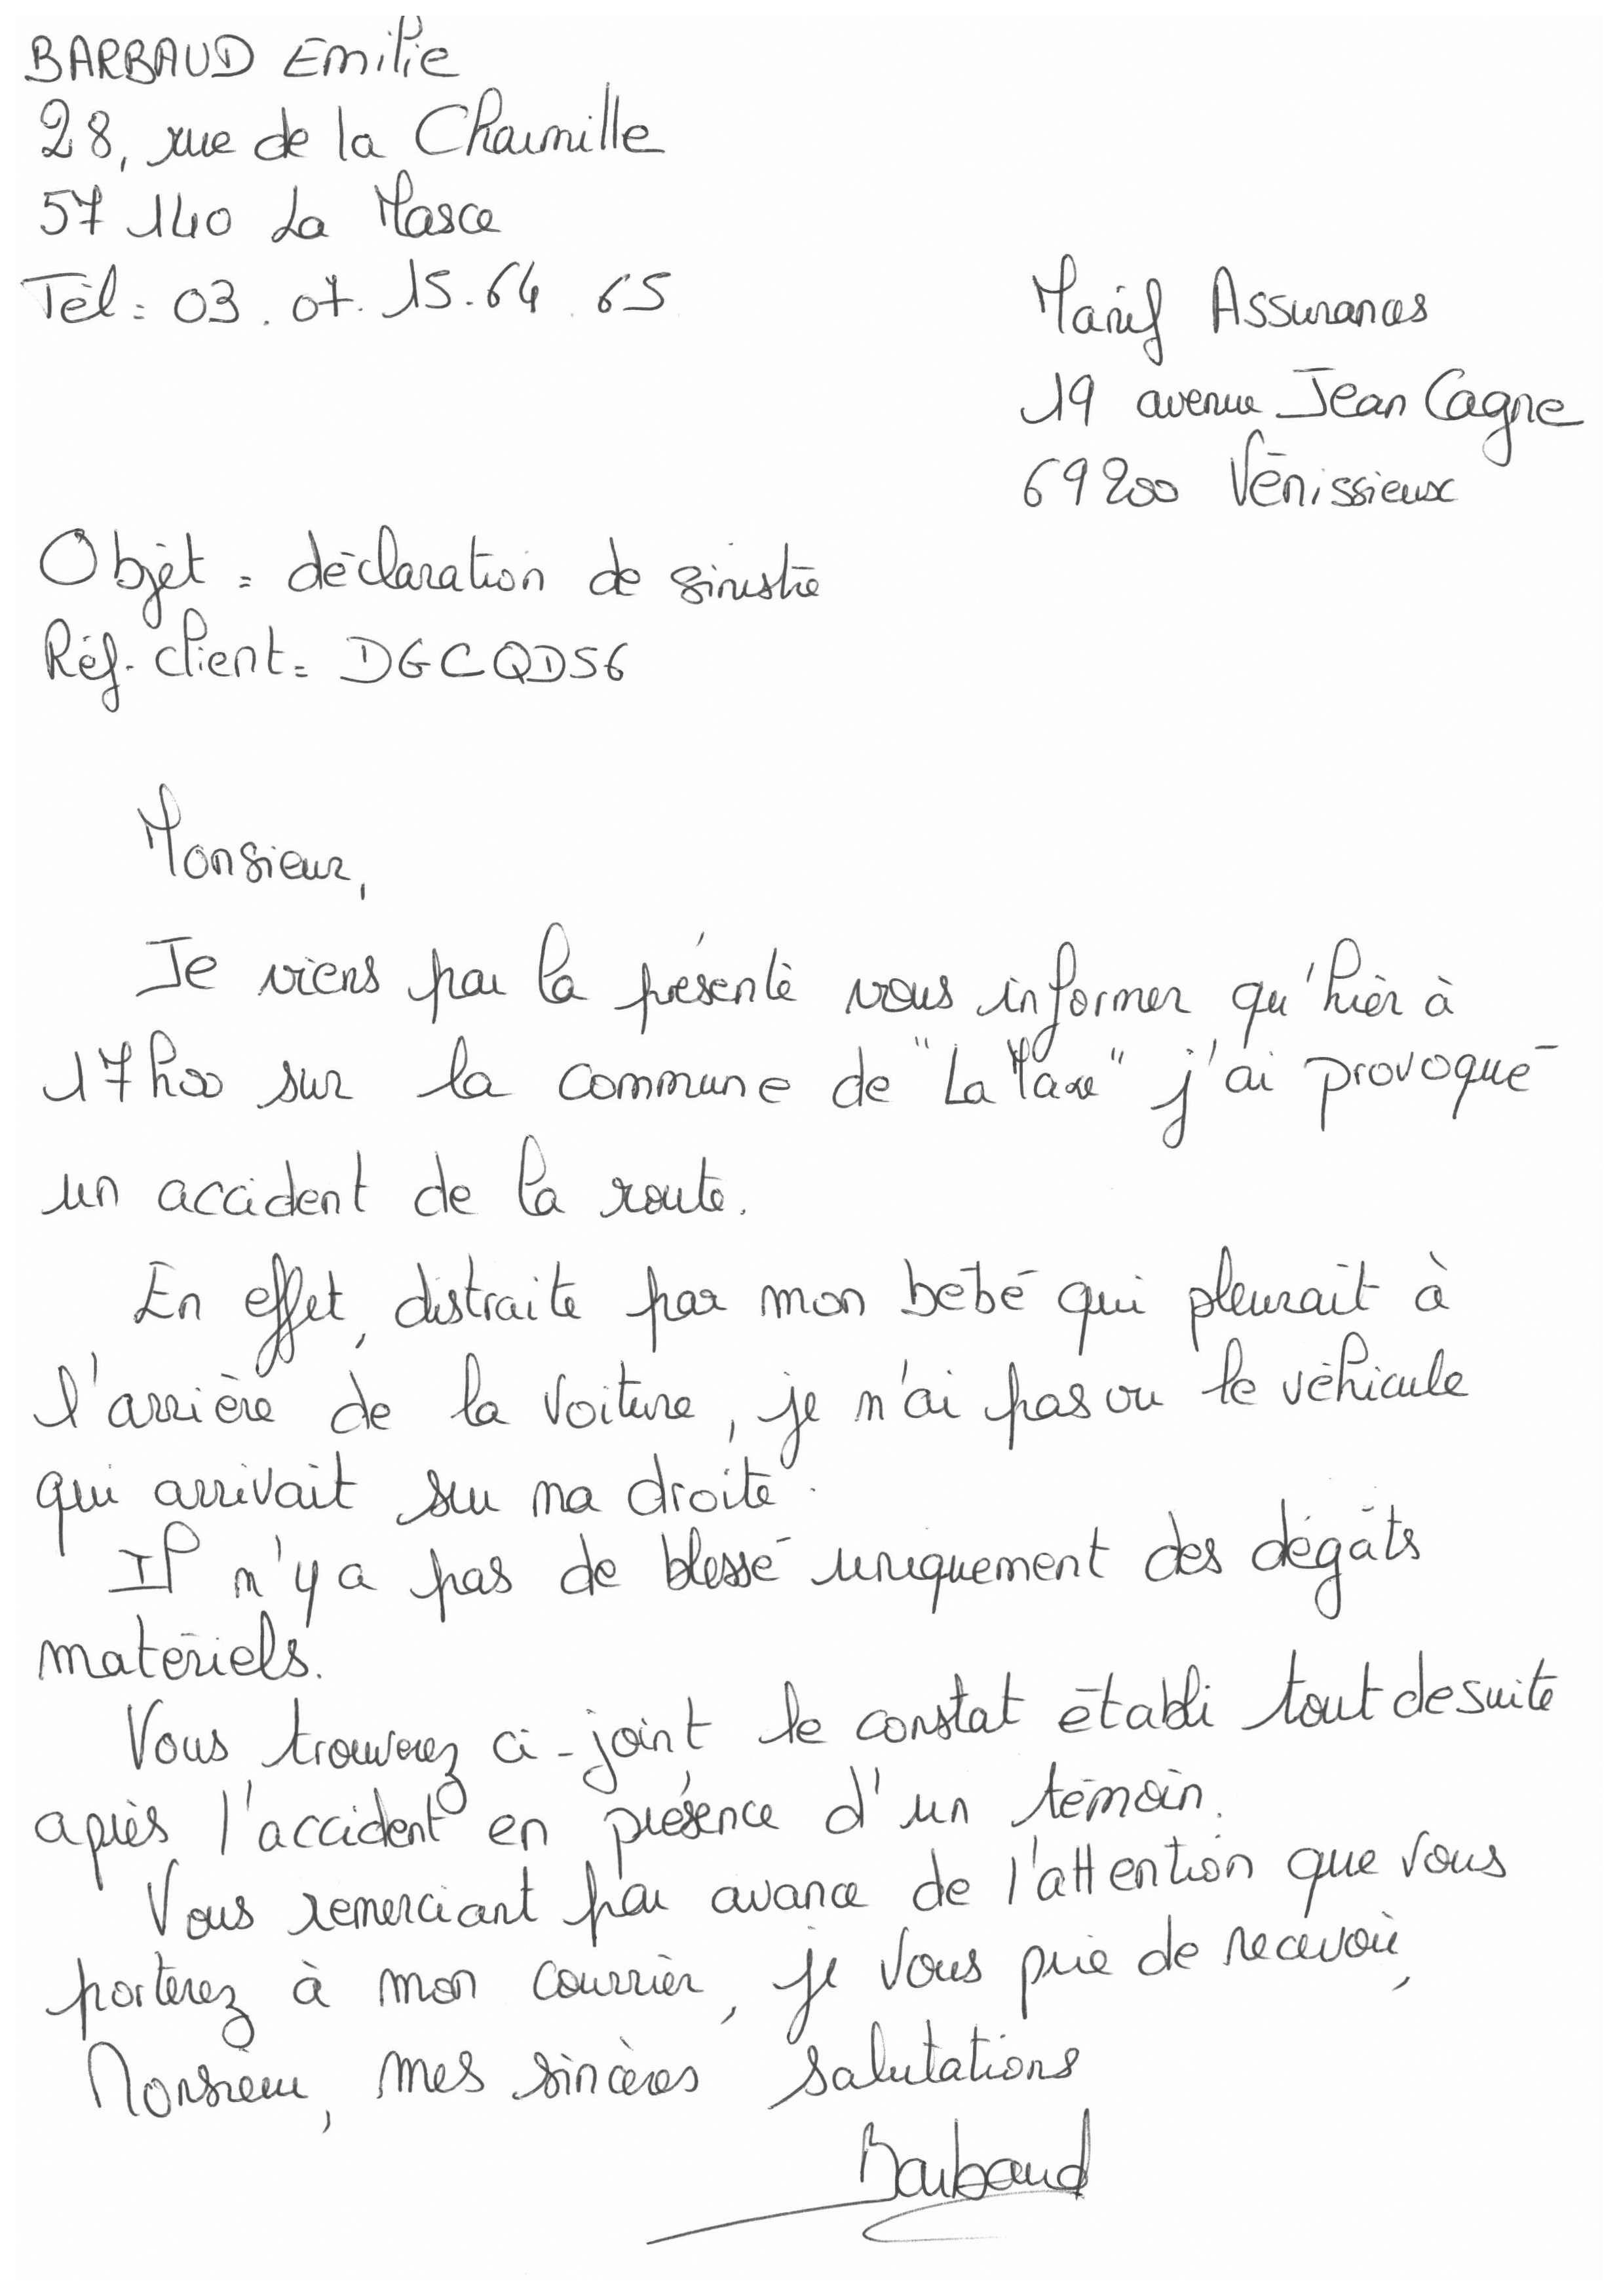 BARBAUD Emilie
28, rue de la Charmille
57 140 La Masce
Tèl : 03. 07. 15. 64. 65
Marif Assurances
19 avenue Jean Cagne
69200 Vénissieux
Objet : déclaration de sinistre
Réf. client : DGCQDS6
Monsieur,
Je viens par la présente vous informer qu'hier à
17h00 sur la commune de "La Maxe" j'ai provoqué
un accident de la route.
En effet, distraite par mon bébé qui pleurait à
l'arrière de la voiture, je n'ai pas vu le véhicule
qui arrivait sur ma droite.
Il n'y a pas de blessé uniquement des dégâts
matériels.
Vous trouverez ci-joint le constat établi tout de suite
après l'accident en présence d'un témoin.
Vous remerciant par avance de l'attention que vous
porterez à mon courrier, je vous prie de recevoir,
Monsieur, mes sincères salutations
Barbaud